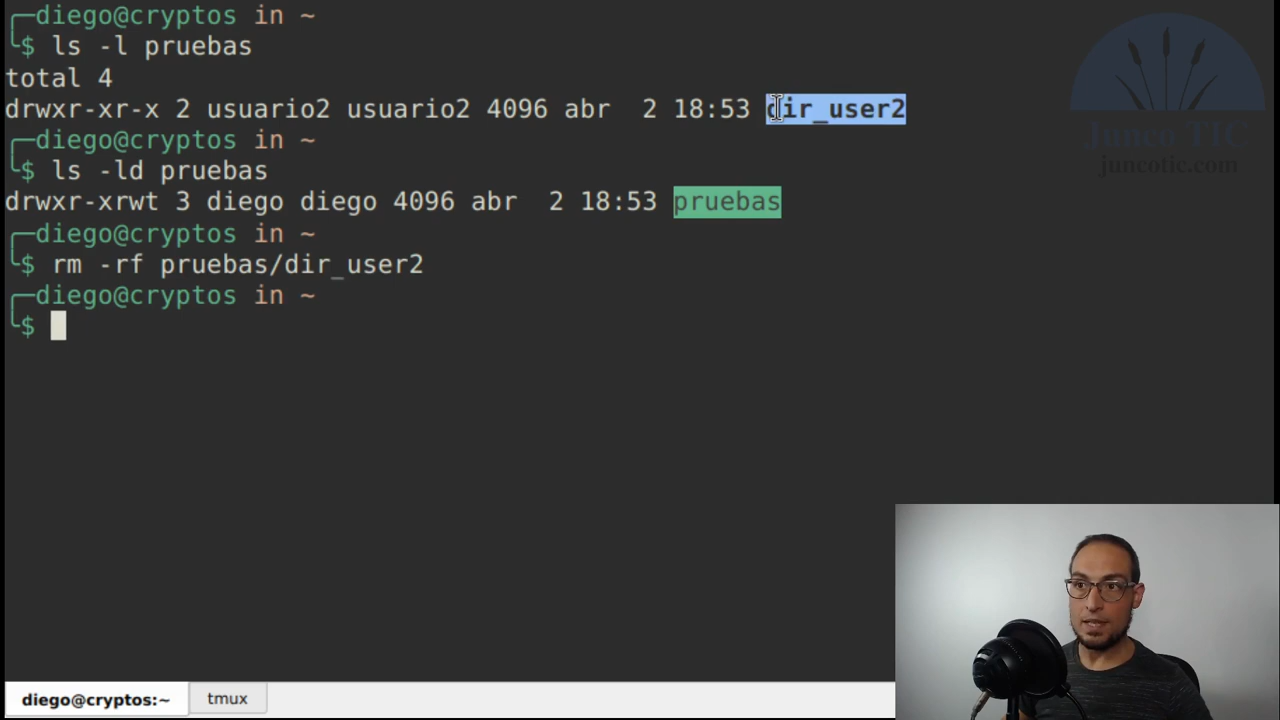 diego@cryptos in ~
$ ls -l pruebas
total 4
drwxr-xr-x 2 usuario2 usuario2 4096 abr  2 18:53 dir_user2
diego@cryptos in ~
$ ls -ld pruebas
drwxr-xrwt 3 diego diego 4096 abr  2 18:53 pruebas
diego@cryptos in ~
$ rm -rf pruebas/dir_user2
diego@cryptos in ~
$
Junco TIC
juncotic.com
diego@cryptos:~
tmux